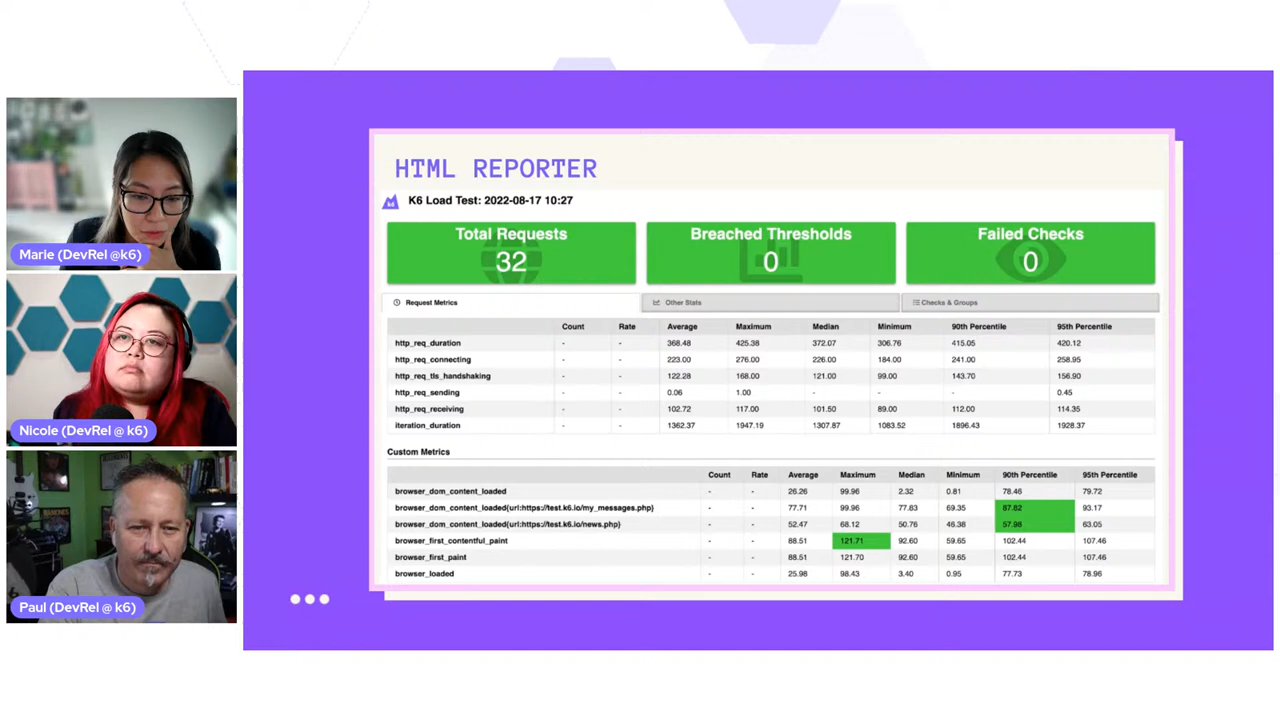 Marie (DevRel @k6)
Nicole (DevRel @ k6)
Paul (DevRel @ k6)
HTML REPORTER
K6 Load Test: 2022-08-17 10:27
Total Requests
32
Breached Thresholds
0
Failed Checks
0
Request Metrics
Other Stats
Checks & Groups
Count Rate Average Maximum Median Minimum 90th Percentile 95th Percentile
http_req_duration - - 368.48 425.38 372.07 306.76 415.05 420.12
http_req_connecting - - 223.00 276.00 226.00 184.00 241.00 258.95
http_req_tls_handshaking - - 122.28 168.00 121.00 99.00 143.70 156.90
http_req_sending - - 0.06 1.00 - - - 0.45
http_req_receiving - - 102.72 117.00 101.50 89.00 112.00 114.35
iteration_duration - - 1362.37 1947.19 1307.87 1083.52 1896.43 1928.37
Custom Metrics
Count Rate Average Maximum Median Minimum 90th Percentile 95th Percentile
browser_dom_content_loaded - - 26.26 99.96 2.32 0.81 78.46 79.72
browser_dom_content_loaded{url:https://test.k6.io/my_messages.php} - - 77.71 99.96 77.83 69.35 87.82 93.17
browser_dom_content_loaded{url:https://test.k6.io/news.php} - - 52.47 68.12 50.76 46.38 57.98 63.05
browser_first_contentful_paint - - 88.51 121.71 92.60 59.65 102.44 107.46
browser_first_paint - - 88.51 121.70 92.60 59.65 102.44 107.46
browser_loaded - - 25.98 98.43 3.40 0.95 77.73 78.96